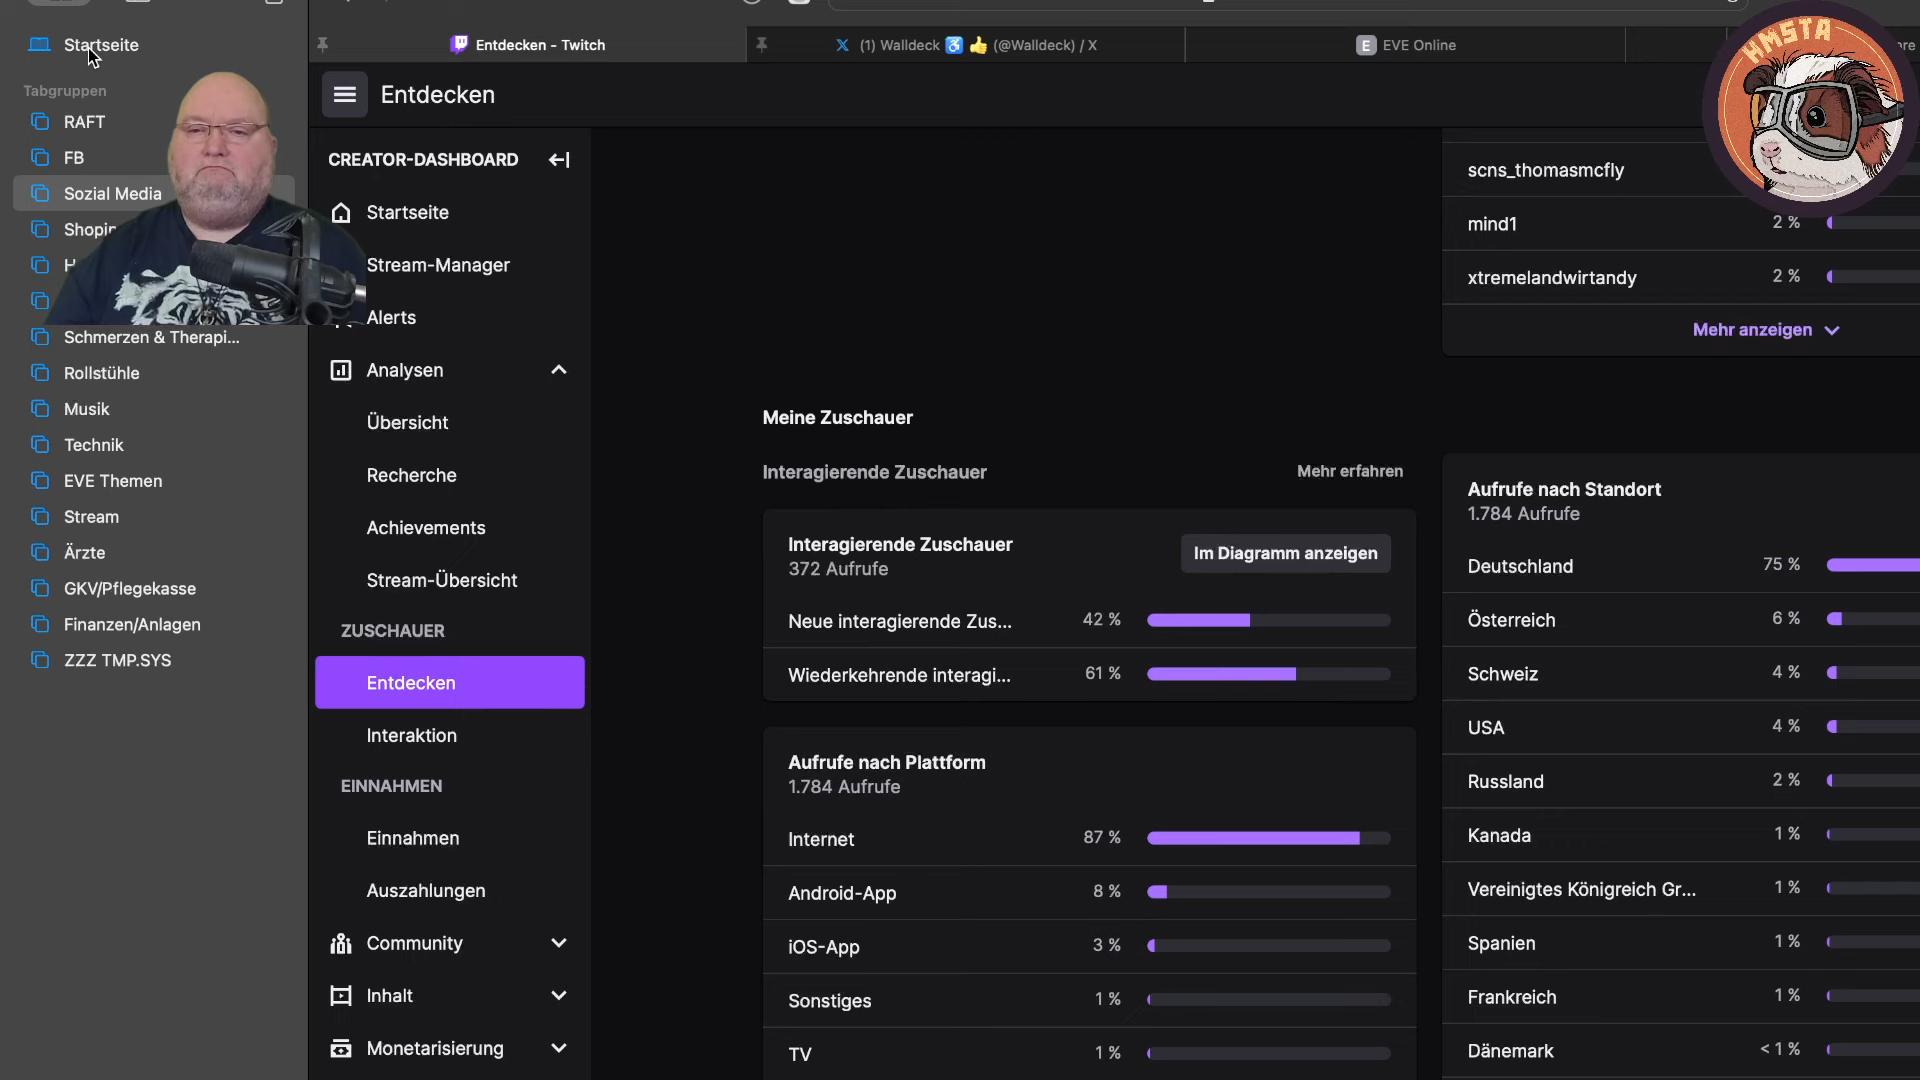 Startseite
Tabgruppen
RAFT
FB
Sozial Media
Schmerzen & Therapi...
Rollstühle
Musik
Technik
EVE Themen
Stream
Ärzte
GKV/Pflegekasse
Finanzen/Anlagen
ZZZ TMP.SYS
Entdecken - Twitch
(1) Walldeck ♿ 👍 (@Walldeck) / X
E EVE Online
HMSTA
Entdecken
CREATOR-DASHBOARD
Startseite
Stream-Manager
Alerts
Analysen
Übersicht
Recherche
Achievements
Stream-Übersicht
ZUSCHAUER
Entdecken
Interaktion
EINNAHMEN
Einnahmen
Auszahlungen
Community
Inhalt
Monetarisierung
scns_thomasmcfly
mind1 2 %
xtremelandwirtandy 2 %
Mehr anzeigen
Meine Zuschauer
Interagierende Zuschauer Mehr erfahren
Interagierende Zuschauer
372 Aufrufe
Im Diagramm anzeigen
Neue interagierende Zus... 42 %
Wiederkehrende interagi... 61 %
Aufrufe nach Plattform
1.784 Aufrufe
Internet 87 %
Android-App 8 %
iOS-App 3 %
Sonstiges 1 %
TV 1 %
Aufrufe nach Standort
1.784 Aufrufe
Deutschland 75 %
Österreich 6 %
Schweiz 4 %
USA 4 %
Russland 2 %
Kanada 1 %
Vereinigtes Königreich Gr... 1 %
Spanien 1 %
Frankreich 1 %
Dänemark < 1 %